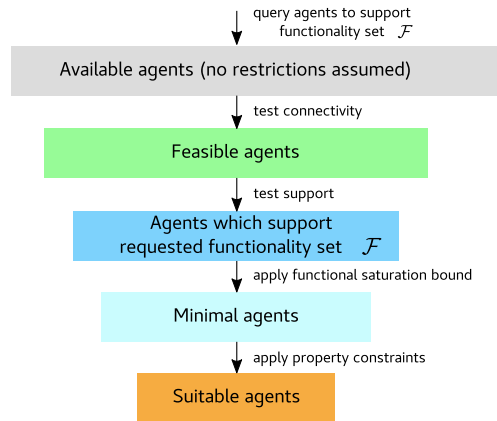 query agents to support
functionality set ℱ
Available agents (no restrictions assumed)
test connectivity
Feasible agents
test support
Agents which support
requested functionality set ℱ
apply functional saturation bound
Minimal agents
apply property constraints
Suitable agents